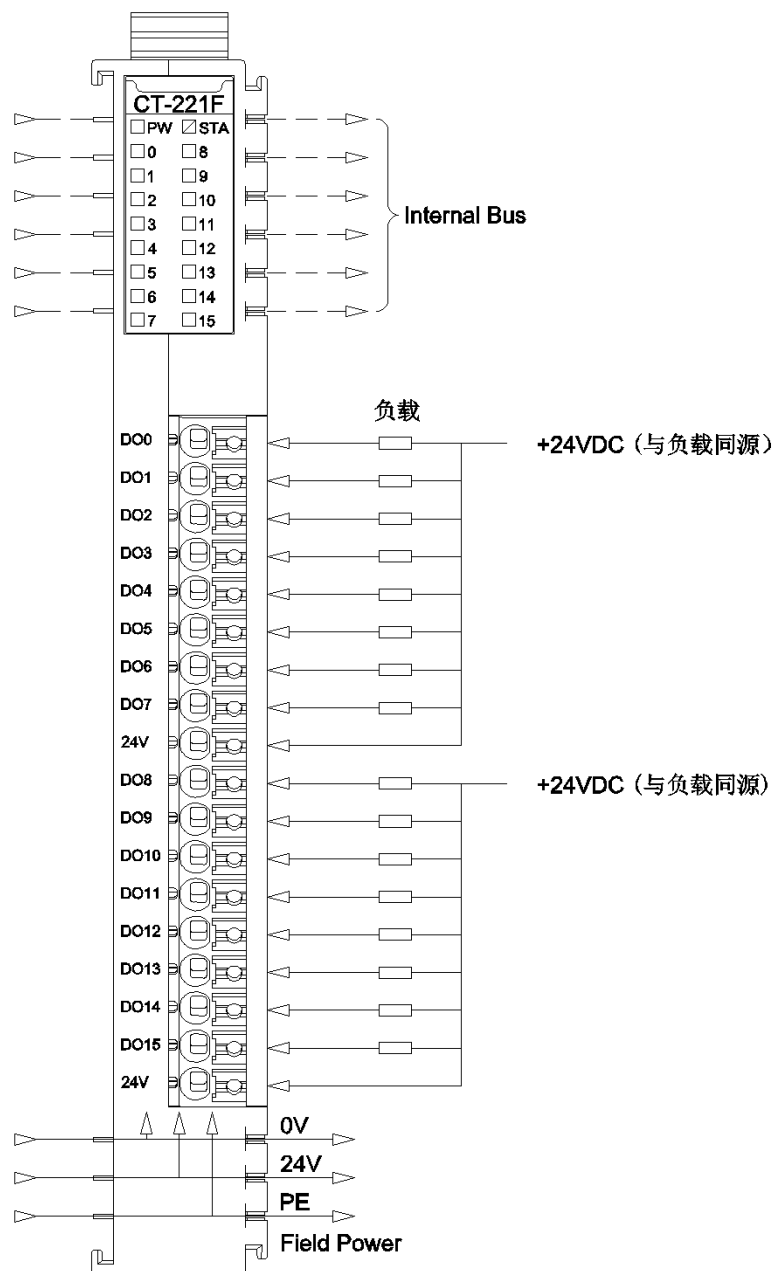 CT-221F
PW STA
0 8
1 9
2 10
3 11
4 12
5 13
6 14
7 15
Internal Bus
负载
DO0
+24VDC（与负载同源）
DO1
DO2
DO3
DO4
DO5
DO6
DO7
24V
DO8
+24VDC（与负载同源）
DO9
DO10
DO11
DO12
DO13
DO14
DO15
24V
0V
24V
PE
Field Power